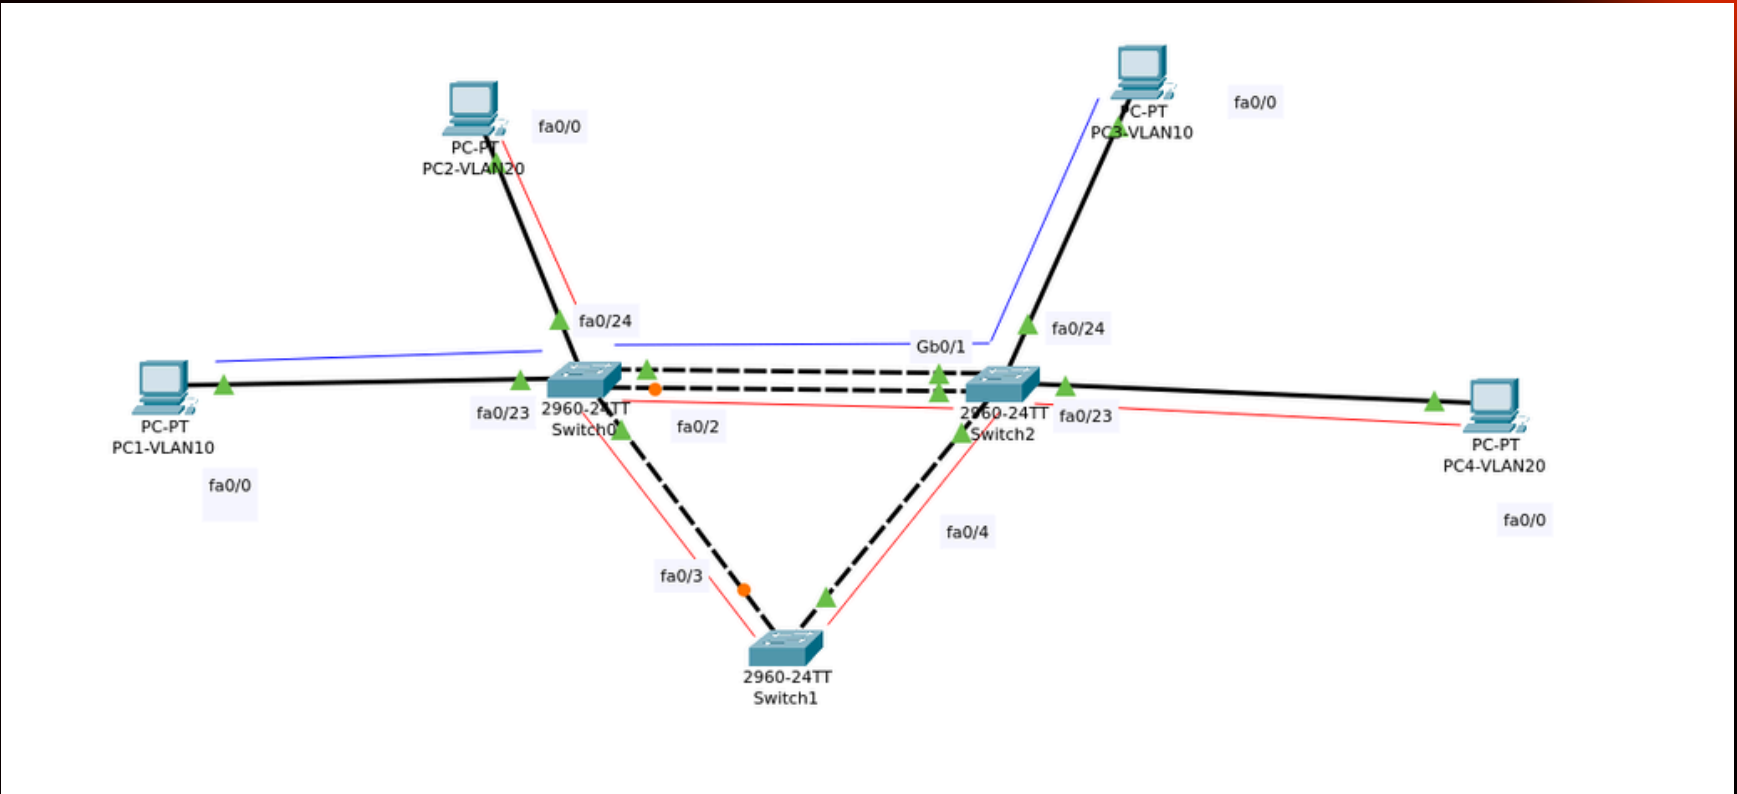 fa0/0
PC-PT
PC3-VLAN10
fa0/0
PC-PT
PC2-VLAN20
fa0/24
fa0/24
Gb0/1
fa0/23
2960-24TT
Switch0
fa0/2
2960-24TT
Switch2
fa0/23
PC-PT
PC1-VLAN10
PC-PT
PC4-VLAN20
fa0/0
fa0/0
fa0/4
fa0/3
2960-24TT
Switch1